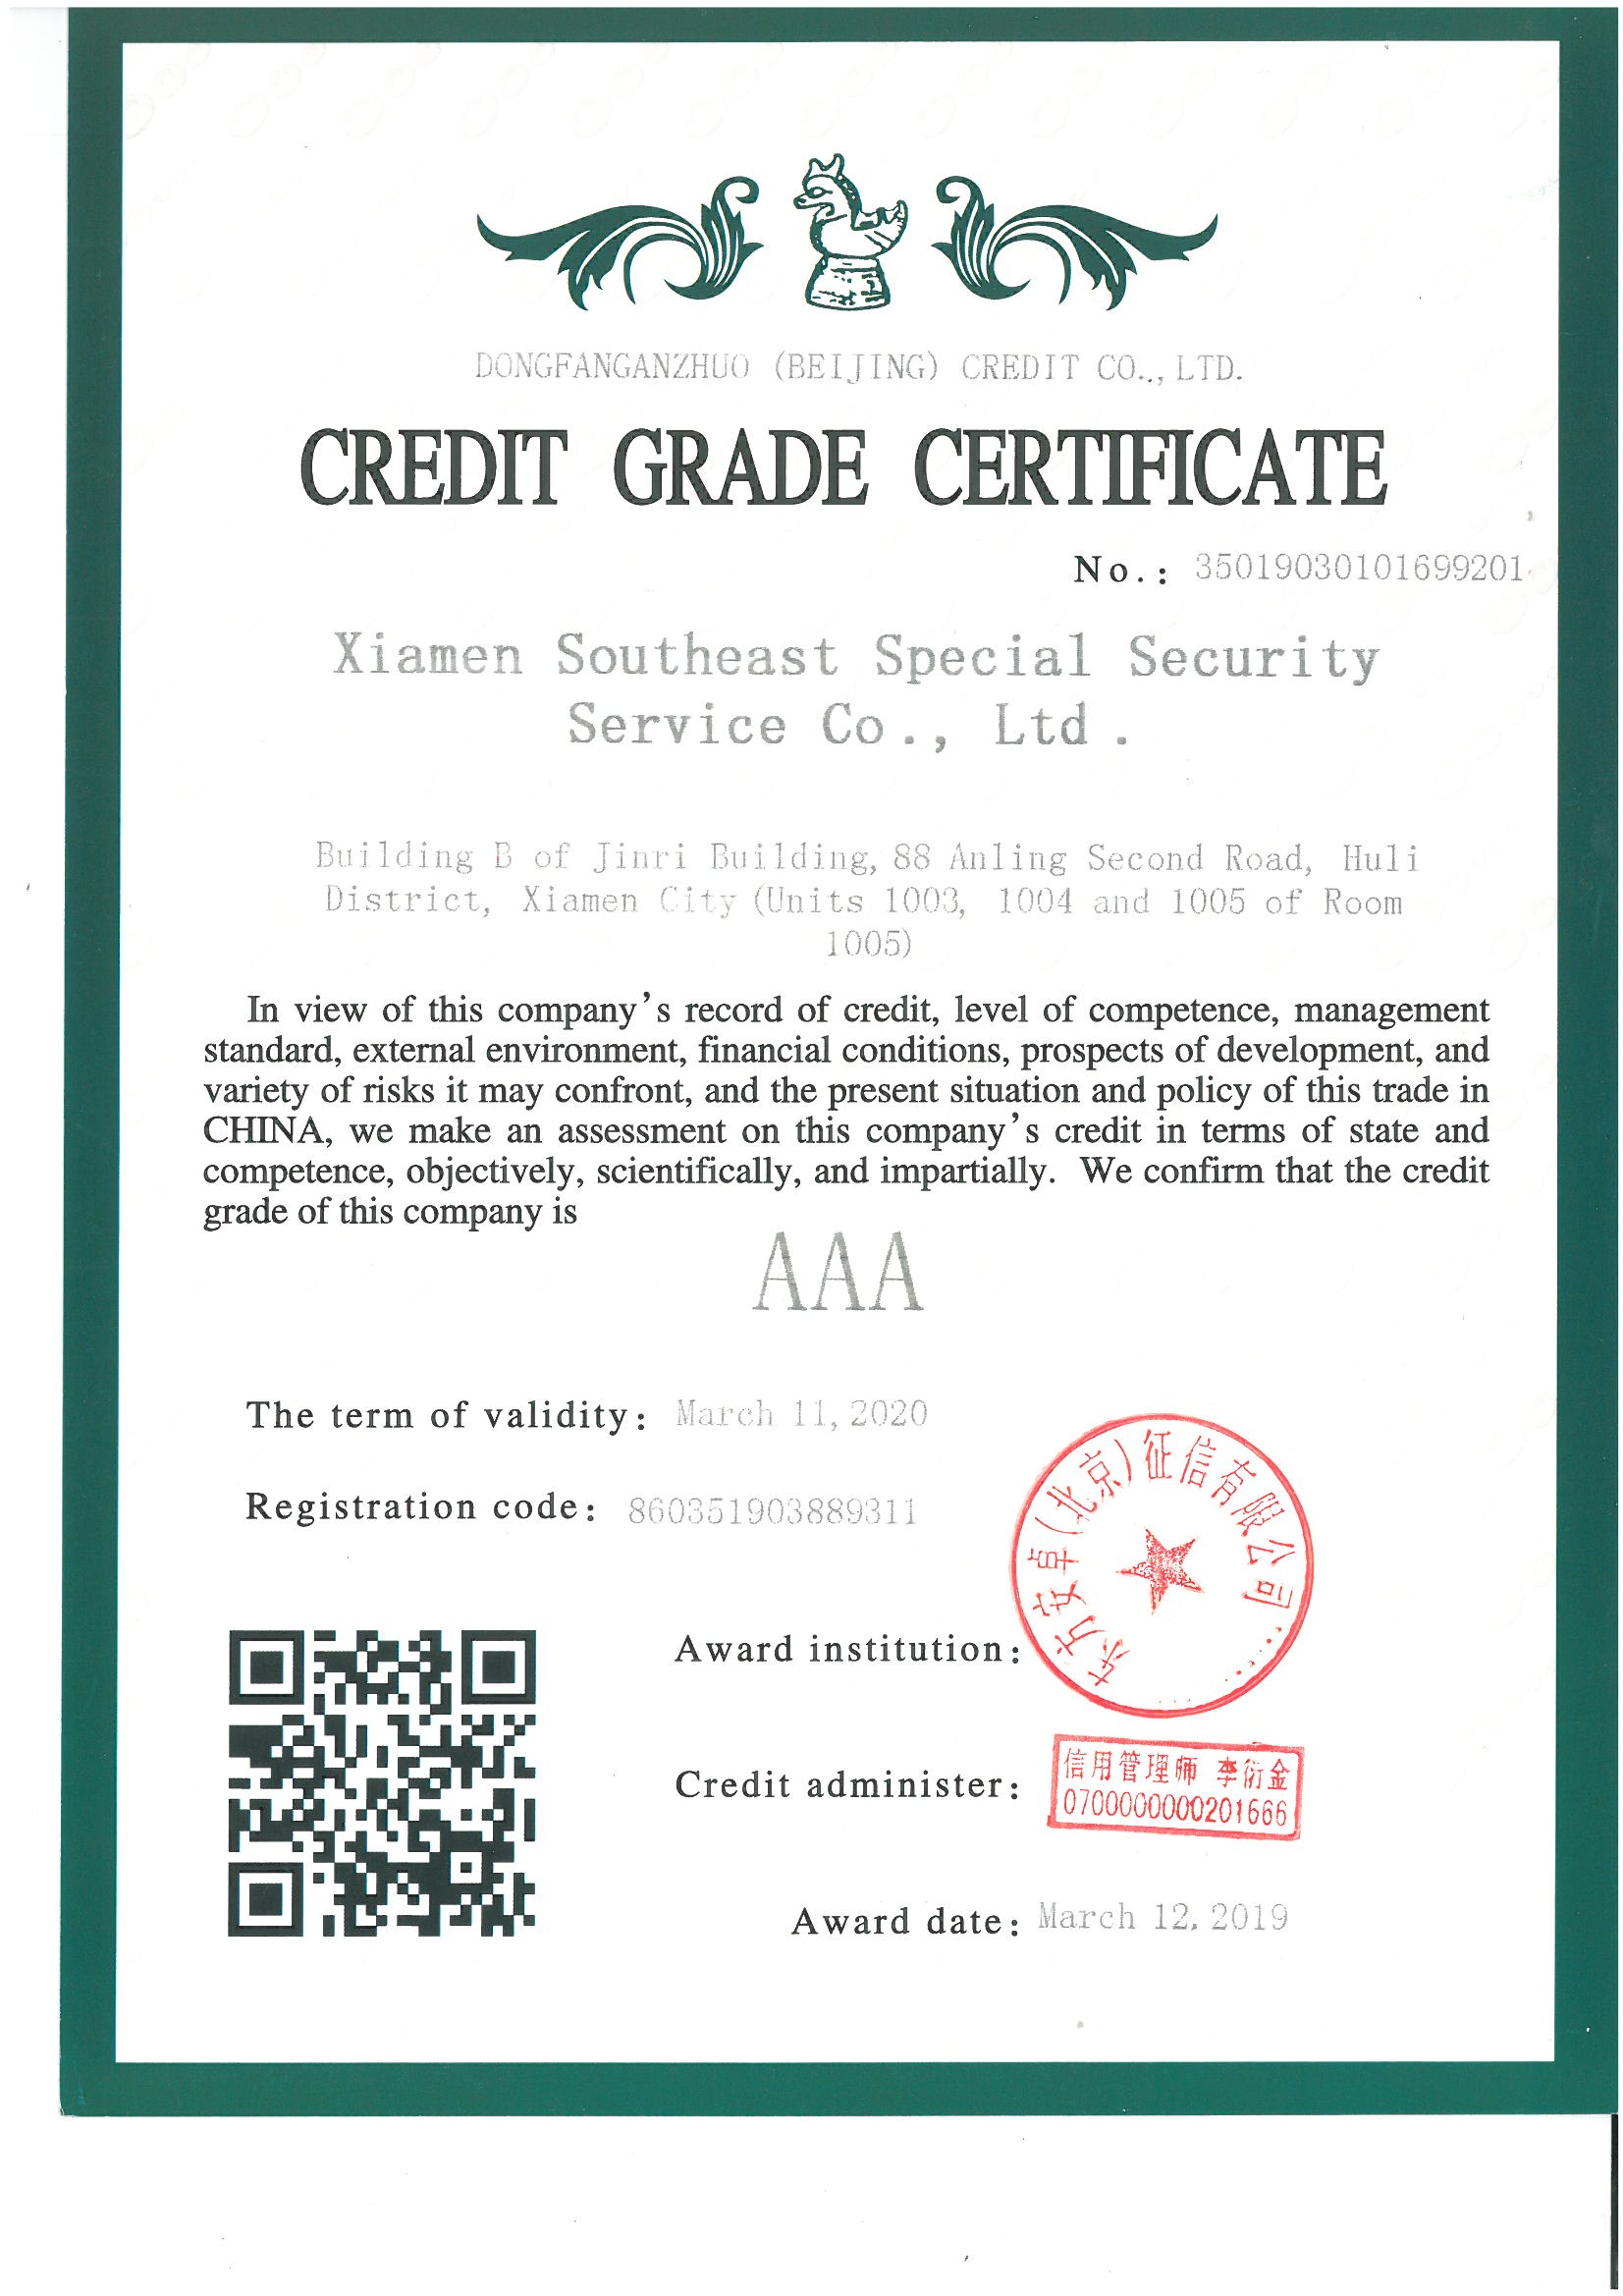 DONGFANGANZHUO (BEIJING) CREDIT CO.., LTD.
CREDIT GRADE CERTIFICATE
No.: 35019030101699201
Xiamen Southeast Special Security
Service Co., Ltd.
Building B of Jinri Building, 88 Anling Second Road, Huli
District, Xiamen City (Units 1003, 1004 and 1005 of Room
1005)
In view of this company's record of credit, level of competence, management
standard, external environment, financial conditions, prospects of development, and
variety of risks it may confront, and the present situation and policy of this trade in
CHINA, we make an assessment on this company's credit in terms of state and
competence, objectively, scientifically, and impartially. We confirm that the credit
grade of this company is
AAA
The term of validity: March 11, 2020
Registration code: 860351903889311
东方安卓(北京)征信有限公司
Award institution:
Credit administer:
信用管理师 李衍金
0700000000201666
Award date: March 12, 2019